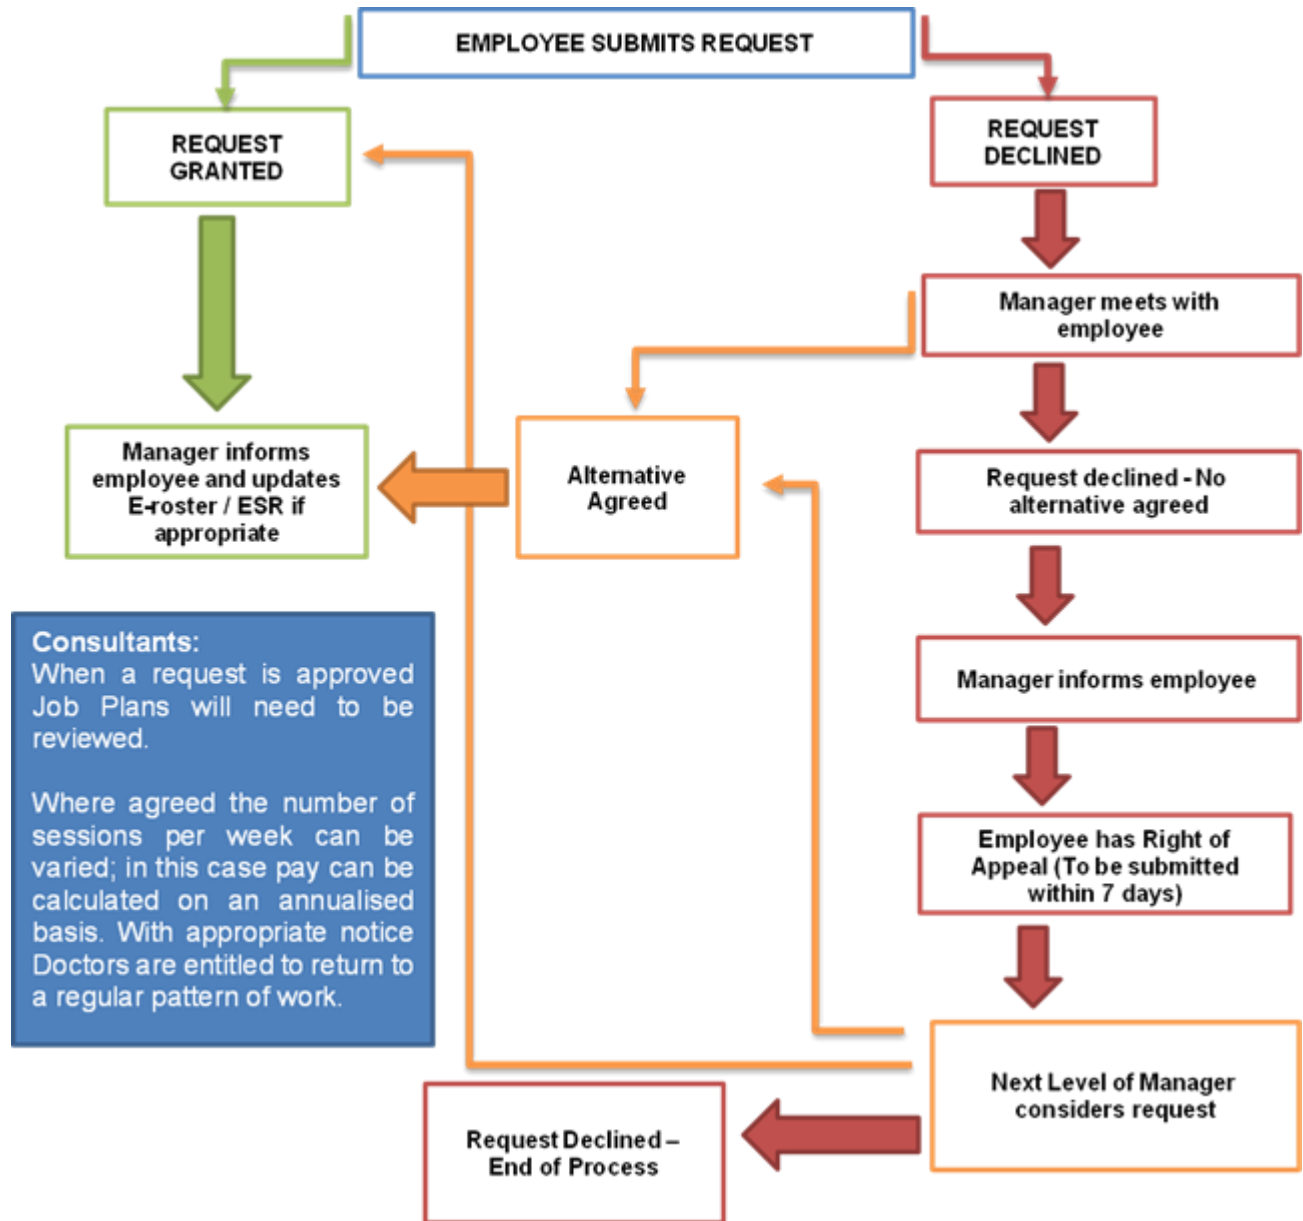 EMPLOYEE SUBMITS REQUEST
REQUEST
GRANTED
REQUEST
DECLINED
Manager meets with
employee
Manager informs
employee and updates
E-roster / ESR if
appropriate
Alternative
Agreed
Request declined - No
alternative agreed
Consultants:
When a request is approved
Job Plans will need to be
reviewed.
Where agreed the number of
sessions per week can be
varied; in this case pay can be
calculated on an annualised
basis. With appropriate notice
Doctors are entitled to return to
a regular pattern of work.
Manager informs employee
Employee has Right of
Appeal (To be submitted
within 7 days)
Next Level of Manager
considers request
Request Declined –
End of Process